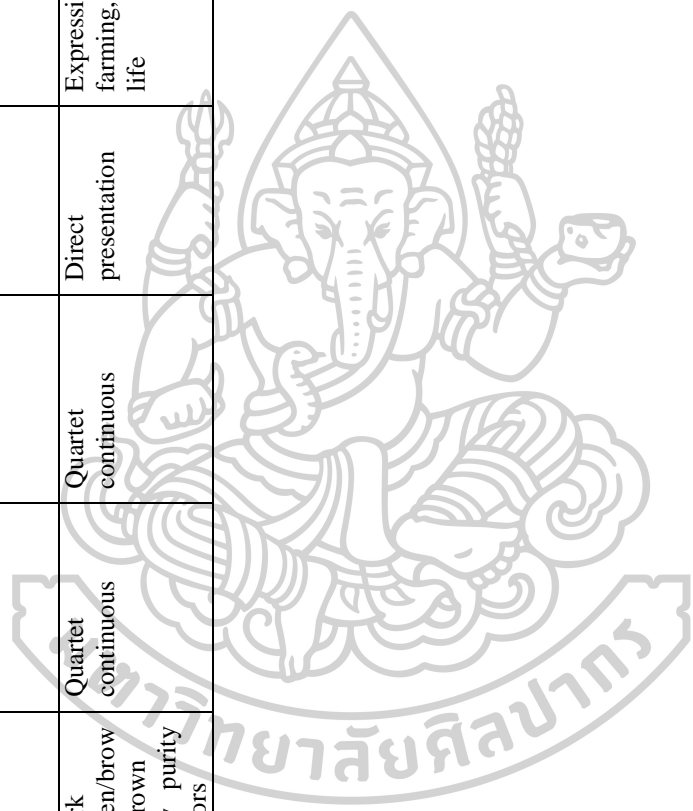 rk
en/brow
rown
y purity
ors
Quartet
continuous
Quartet
continuous
Direct
presentation
Expressi
farming,
life
มหาวิทยาลัยศิลปากร